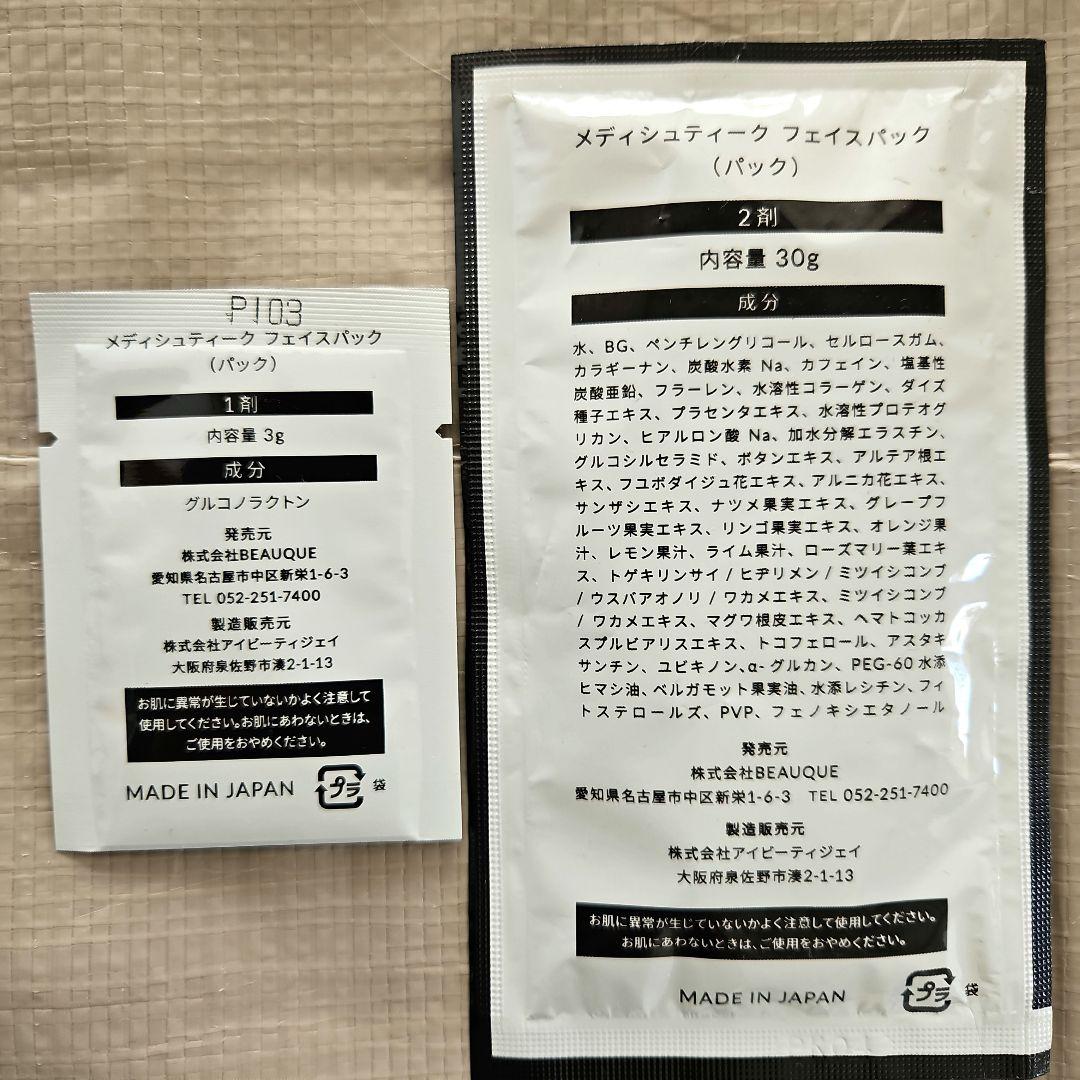 P103
メディシュティーク フェイスパック
（パック）
1剤
内容量 3g
成分
グルコノラクトン
発売元
株式会社BEAUQUE
愛知県名古屋市中区新栄1-6-3
TEL 052-251-7400
製造販売元
株式会社アイビーティジェイ
大阪府泉佐野市湊2-1-13
お肌に異常が生じていないかよく注意して
使用してください。お肌にあわないときは、
ご使用をおやめください。
MADE IN JAPAN
プラ
袋
メディシュティーク フェイスパック
（パック）
2剤
内容量 30g
成分
水、BG、ペンチレングリコール、セルロースガム、
カラギーナン、炭酸水素 Na、カフェイン、塩基性
炭酸亜鉛、フラーレン、水溶性コラーゲン、ダイズ
種子エキス、プラセンタエキス、水溶性プロテオグ
リカン、ヒアルロン酸 Na、加水分解エラスチン、
グルコシルセラミド、ボタンエキス、アルテア根エ
キス、フユボダイジュ花エキス、アルニカ花エキス、
サンザシエキス、ナツメ果実エキス、グレープフ
ルーツ果実エキス、リンゴ果実エキス、オレンジ果
汁、レモン果汁、ライム果汁、ローズマリー葉エキ
ス、トゲキリンサイ / ヒヂリメン / ミツイシコンブ
/ ウスバアオノリ / ワカメエキス、ミツイシコンブ
/ ワカメエキス、マグワ根皮エキス、ヘマトコッカ
スプルビアリスエキス、トコフェロール、アスタキ
サンチン、ユビキノン、α- グルカン、PEG-60 水添
ヒマシ油、ベルガモット果実油、水添レシチン、フィ
トステロールズ、PVP、フェノキシエタノール
発売元
株式会社BEAUQUE
愛知県名古屋市中区新栄1-6-3 TEL 052-251-7400
製造販売元
株式会社アイビーティジェイ
大阪府泉佐野市湊2-1-13
お肌に異常が生じていないかよく注意して使用してください。
お肌にあわないときは、ご使用をおやめください。
MADE IN JAPAN
プラ
袋